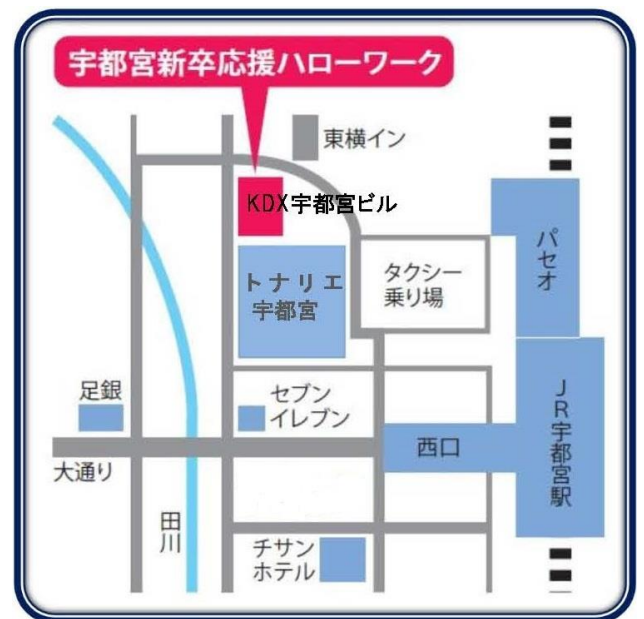 宇都宮新卒応援ハローワーク
東横イン
KDX宇都宮ビル
パセオ
タクシー
乗り場
トナリエ
宇都宮
足銀
セブン
イレブン
JR宇都宮駅
西口
大通り
田川
チサン
ホテル